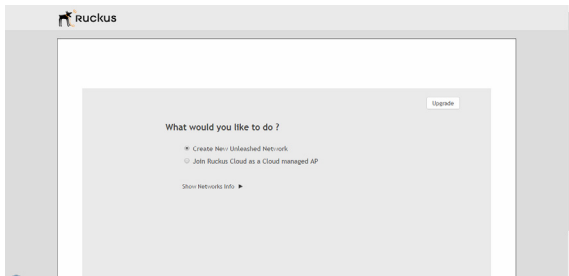 Ruckus
Upgrade
What would you like to do ?
Create New Unleashed Network
Join Ruckus Cloud as a Cloud managed AP
Show Networks Info ►